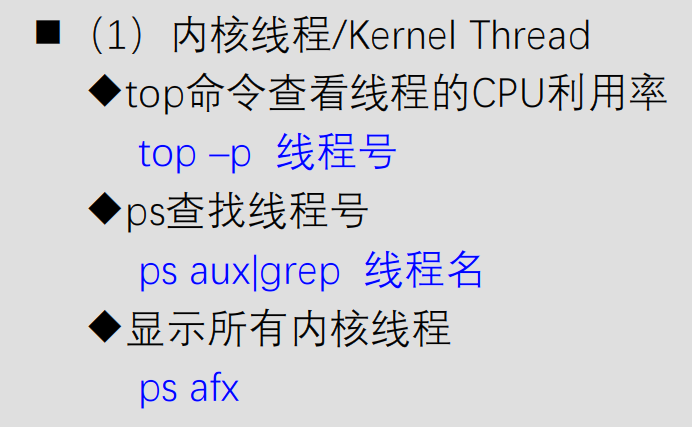 ■（1）内核线程/Kernel Thread
◆top命令查看线程的CPU利用率
top –p 线程号
◆ps查找线程号
ps aux|grep 线程名
◆显示所有内核线程
ps afx